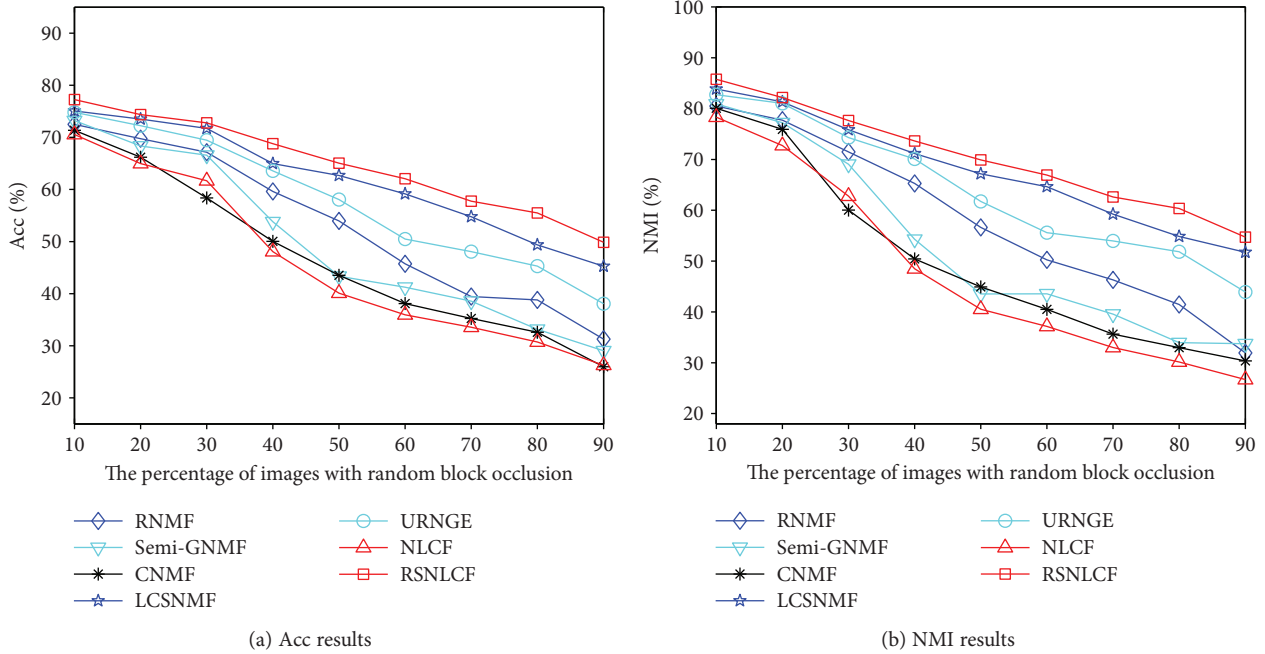 90
80
70
60
50
40
30
20
Acc (%)
10 20 30 40 50 60 70 80 90
The percentage of images with random block occlusion
RNMF
Semi-GNMF
CNMF
LCSNMF
URNGE
NLCF
RSNLCF
(a) Acc results
100
90
80
70
60
50
40
30
20
NMI (%)
10 20 30 40 50 60 70 80 90
The percentage of images with random block occlusion
RNMF
Semi-GNMF
CNMF
LCSNMF
URNGE
NLCF
RSNLCF
(b) NMI results